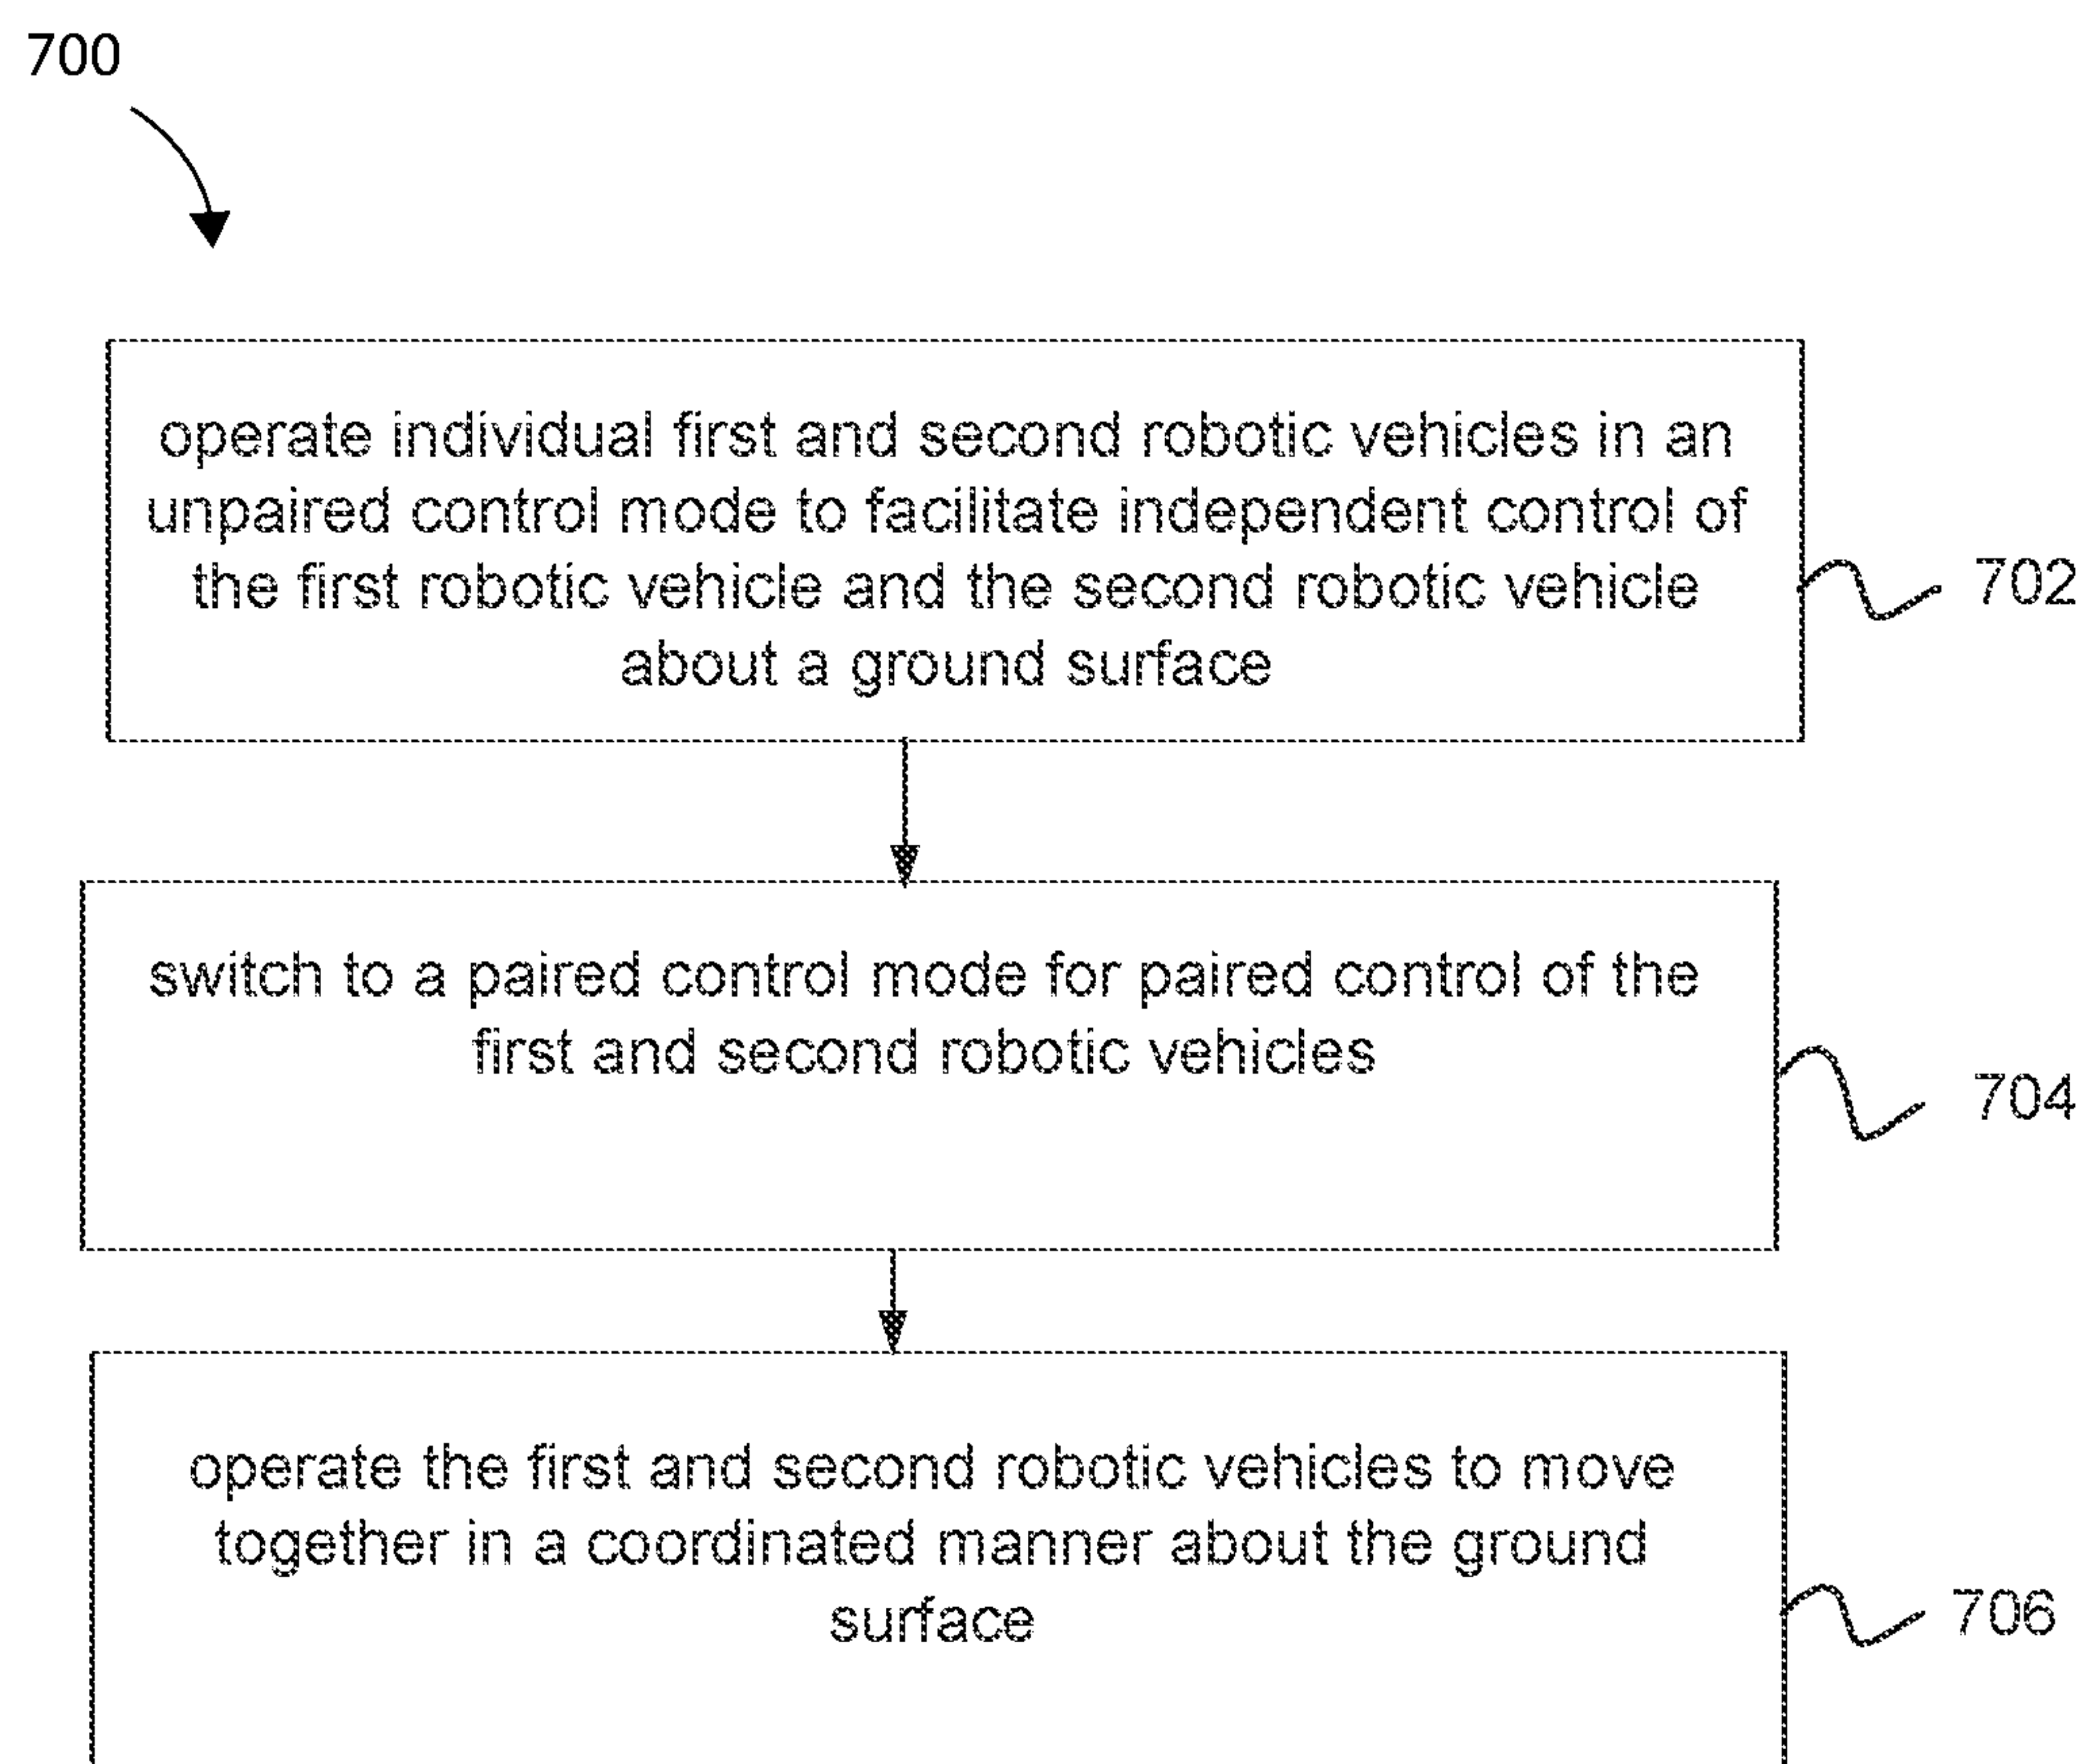 700
operate individual first and second robotic vehicles in an
unpaired control mode to facilitate independent control of
the first robotic vehicle and the second robotic vehicle
about a ground surface
702
switch to a paired control mode for paired control of the
first and second robotic vehicles
704
operate the first and second robotic vehicles to move
together in a coordinated manner about the ground
surface
706